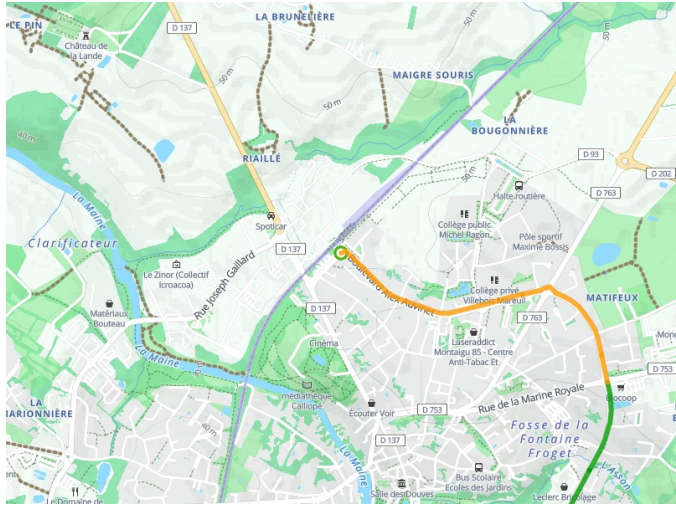 LE PIN
Château de
la Lande
D 137
LA BRUNELIÈRE
50 m
50 m
50 m
MAIGRE SOURIS
LA
BOUGONNIÈRE
40 m
RIAILLÉ
50 m
D 93
D 202
D 763
Halte routière
La Maine
Spoticar
Collège public
Michel Ragon
Pôle sportif
Maxime Bossis
Clarificateur
D 137
Le Zinor (Collectif
Icroacoa)
Rue Joseph Gaillard
Boulevard Alex Auvinet
Collège privé
Villebois Mareuil
MATIFEUX
Matériaux
Bouteau
D 137
D 763
Laseraddict
Montaigu 85 - Centre
Anti-Tabac Et
Cinéma
La Maine
D 753
médiathèque
Calliope
Rue de la Marine Royale
Biocoop
LA
MARIONNIÈRE
Écouter Voir
D 753
40 m
D 137
Fosse de la
Fontaine
Froget
La Maine
Bus Scolaire
Ecoles des Jardins
L'Asson
Salle des Douves
Leclerc Bricolage
Le Domaine de